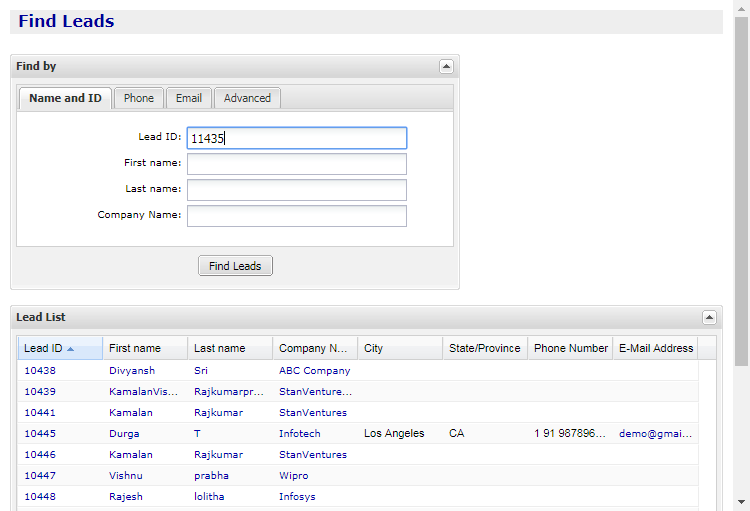 Find Leads
Find by
Name and ID Phone Email Advanced
Lead ID: 11435
First name:
Last name:
Company Name:
Find Leads
Lead List
Lead ID First name Last name Company N... City State/Province Phone Number E-Mail Address
10438 Divyansh Sri ABC Company
10439 KamalanVis... Rajkumarpr... StanVenture...
10441 Kamalan Rajkumar StanVentures
10445 Durga T Infotech Los Angeles CA 1 91 987896... demo@gmai...
10446 Kamalan Rajkumar StanVentures
10447 Vishnu prabha Wipro
10448 Rajesh lolitha Infosys